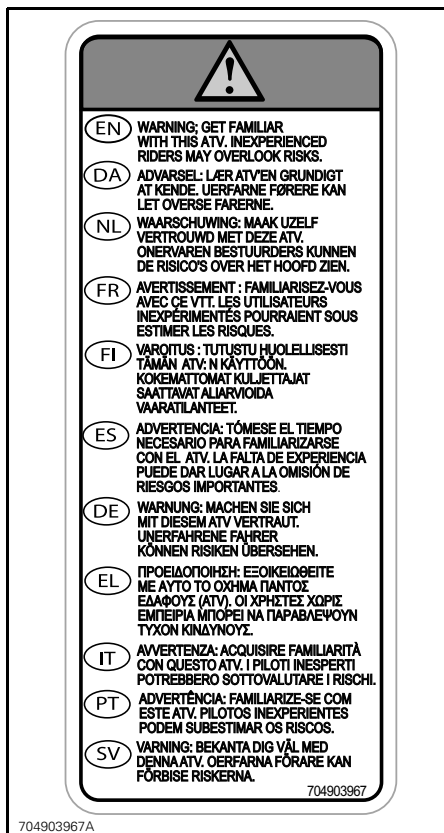 EN WARNING; GET FAMILIAR
WITH THIS ATV. INEXPERIENCED
RIDERS MAY OVERLOOK RISKS.
DA ADVARSEL: LÆR ATV'EN GRUNDIGT
AT KENDE. UERFARNE FØRERE KAN
LET OVERSE FARERNE.
NL WAARSCHUWING: MAAK UZELF
VERTROUWD MET DEZE ATV.
ONERVAREN BESTUURDERS KUNNEN
DE RISICO'S OVER HET HOOFD ZIEN.
FR AVERTISSEMENT : FAMILIARISEZ-VOUS
AVEC CE VTT. LES UTILISATEURS
INEXPÉRIMENTÉS POURRAIENT SOUS
ESTIMER LES RISQUES.
FI VAROITUS : TUTUSTU HUOLELLISESTI
TÄMÄN ATV: N KÄYTTÖÖN.
KOKEMATTOMAT KULJETTAJAT
SAATTAVAT ALIARVIOIDA
VAARATILANTEET.
ES ADVERTENCIA: TÓMESE EL TIEMPO
NECESARIO PARA FAMILIARIZARSE
CON EL ATV. LA FALTA DE EXPERIENCIA
PUEDE DAR LUGAR A LA OMISIÓN DE
RIESGOS IMPORTANTES.
DE WARNUNG: MACHEN SIE SICH
MIT DIESEM ATV VERTRAUT.
UNERFAHRENE FAHRER
KÖNNEN RISIKEN ÜBERSEHEN.
EL ΠΡΟΕΙΔΟΠΟΙΗΣΗ: ΕΞΟΙΚΕΙΩΘΕΙΤΕ
ΜΕ ΑΥΤΟ ΤΟ ΟΧΗΜΑ ΠΑΝΤΟΣ
ΕΔΑΦΟΥΣ (ATV). ΟΙ ΧΡΗΣΤΕΣ ΧΩΡΙΣ
ΕΜΠΕΙΡΙΑ ΜΠΟΡΕΙ ΝΑ ΠΑΡΑΒΛΕΨΟΥΝ
ΤΥΧΟΝ ΚΙΝΔΥΝΟΥΣ.
IT AVVERTENZA: ACQUISIRE FAMILIARITÀ
CON QUESTO ATV. I PILOTI INESPERTI
POTREBBERO SOTTOVALUTARE I RISCHI.
PT ADVERTÊNCIA: FAMILIARIZE-SE COM
ESTE ATV. PILOTOS INEXPERIENTES
PODEM SUBESTIMAR OS RISCOS.
SV VARNING: BEKANTA DIG VÄL MED
DENNA ATV. OERFARNA FÖRARE KAN
FÖRBISE RISKERNA.
704903967
704903967A